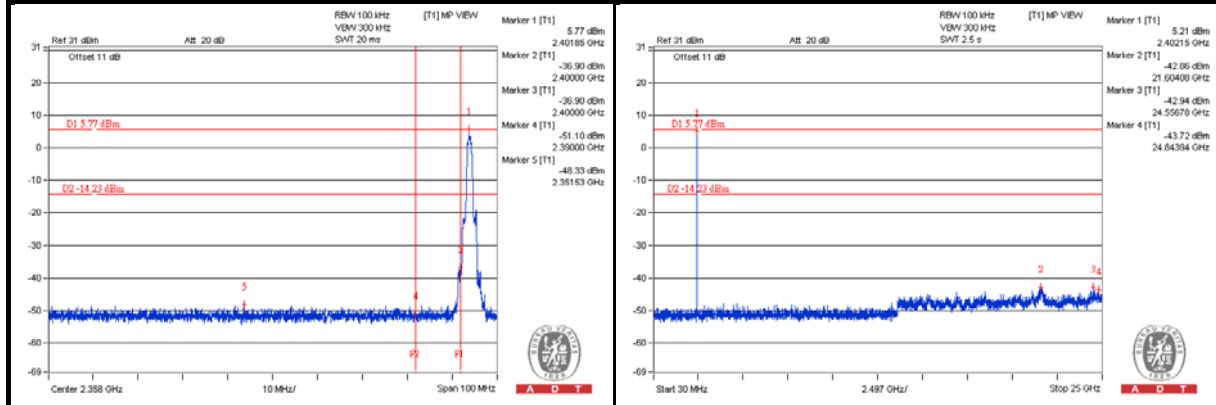 RBW 100 kHz [T1] MP VIEW
VBW 300 kHz
Ref 31 dBm Att 20 dB SWT 20 ms
Marker 1 [T1]
5.77 dBm
2.40185 GHz
Marker 2 [T1]
-36.90 dBm
2.40000 GHz
Marker 3 [T1]
-36.90 dBm
2.40000 GHz
Marker 4 [T1]
-51.10 dBm
2.39000 GHz
Marker 5 [T1]
-48.33 dBm
2.35153 GHz
31
Offset 11 dB
20
10
1
D1 5.77 dBm
0
-10
D2 -14.23 dBm
-20
-30
-40
5
4
-50
-60
F2 F1
-69
Center 2.358 GHz 10 MHz/ Span 100 MHz
BUREAU VERITAS
1828
A D T
RBW 100 kHz [T1] MP VIEW
VBW 300 kHz
Ref 31 dBm Att 20 dB SWT 2.5 s
Marker 1 [T1]
5.21 dBm
2.40215 GHz
Marker 2 [T1]
-42.86 dBm
21.60408 GHz
Marker 3 [T1]
-42.94 dBm
24.55678 GHz
Marker 4 [T1]
-43.72 dBm
24.84394 GHz
31
Offset 11 dB
20
10
1
D1 5.77 dBm
0
-10
D2 -14.23 dBm
-20
-30
2 3 4
-40
-50
-60
-69
Start 30 MHz 2.497 GHz/ Stop 25 GHz
BUREAU VERITAS
1828
A D T